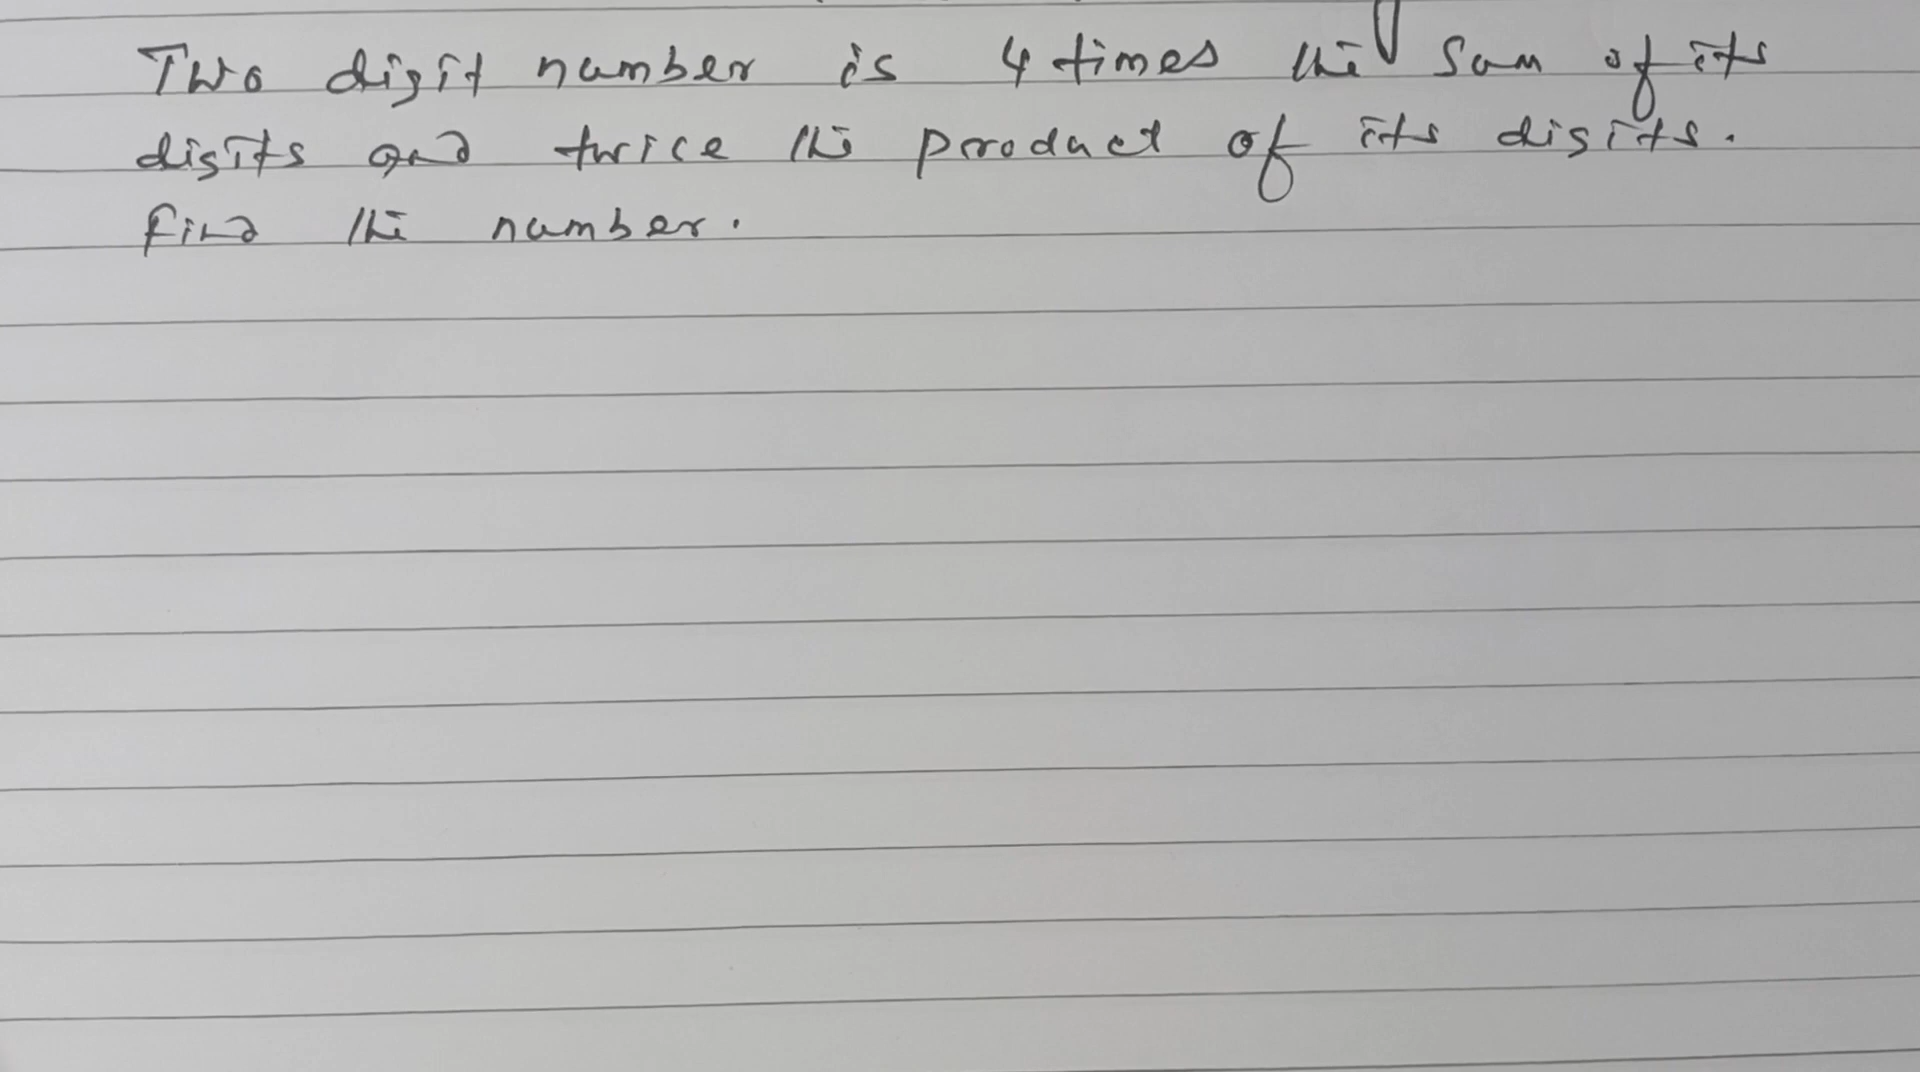 Two digit number is 4 times the sum of its
digits and twice the product of its digits.
find the number.